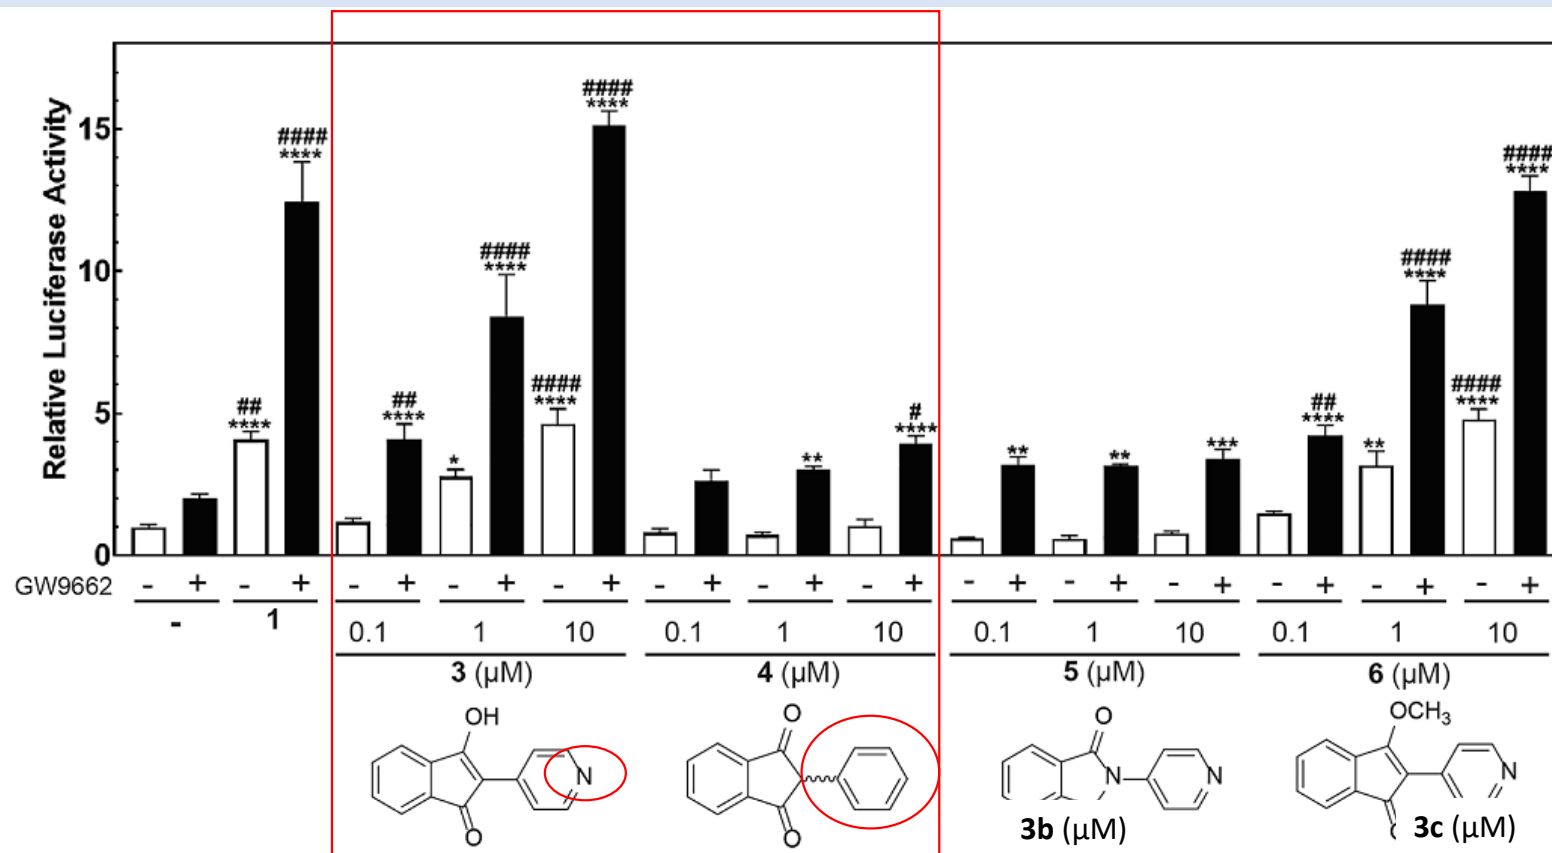 Relative Luciferase Activity
15
10
5
0
## **** #### ****
## **** * #### **** #### **** #### ****
** # ****
** ** ***
## **** ** #### **** #### **** #### ****
GW9662 - + - + - + - + - + - + - + - + - + - + - + - + - + - +
- 1 0.1 1 10 0.1 1 10 0.1 1 10 0.1 1 10
3 (μM) 4 (μM) 5 (μM) 6 (μM)
OH O O OCH3
N N N N
O O O
3b (μM) 3c (μM)